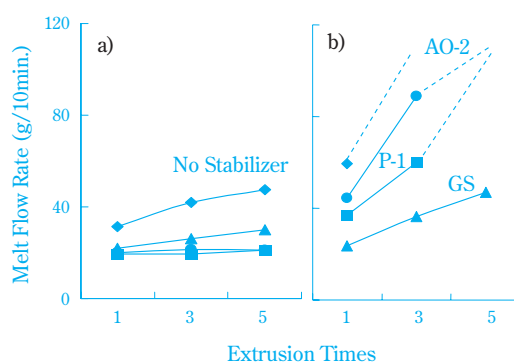 Melt Flow Rate (g/10min.)
120
80
40
0
a)
No Stabilizer
1 3 5
b)
AO-2
P-1
GS
1 3 5
Extrusion Times